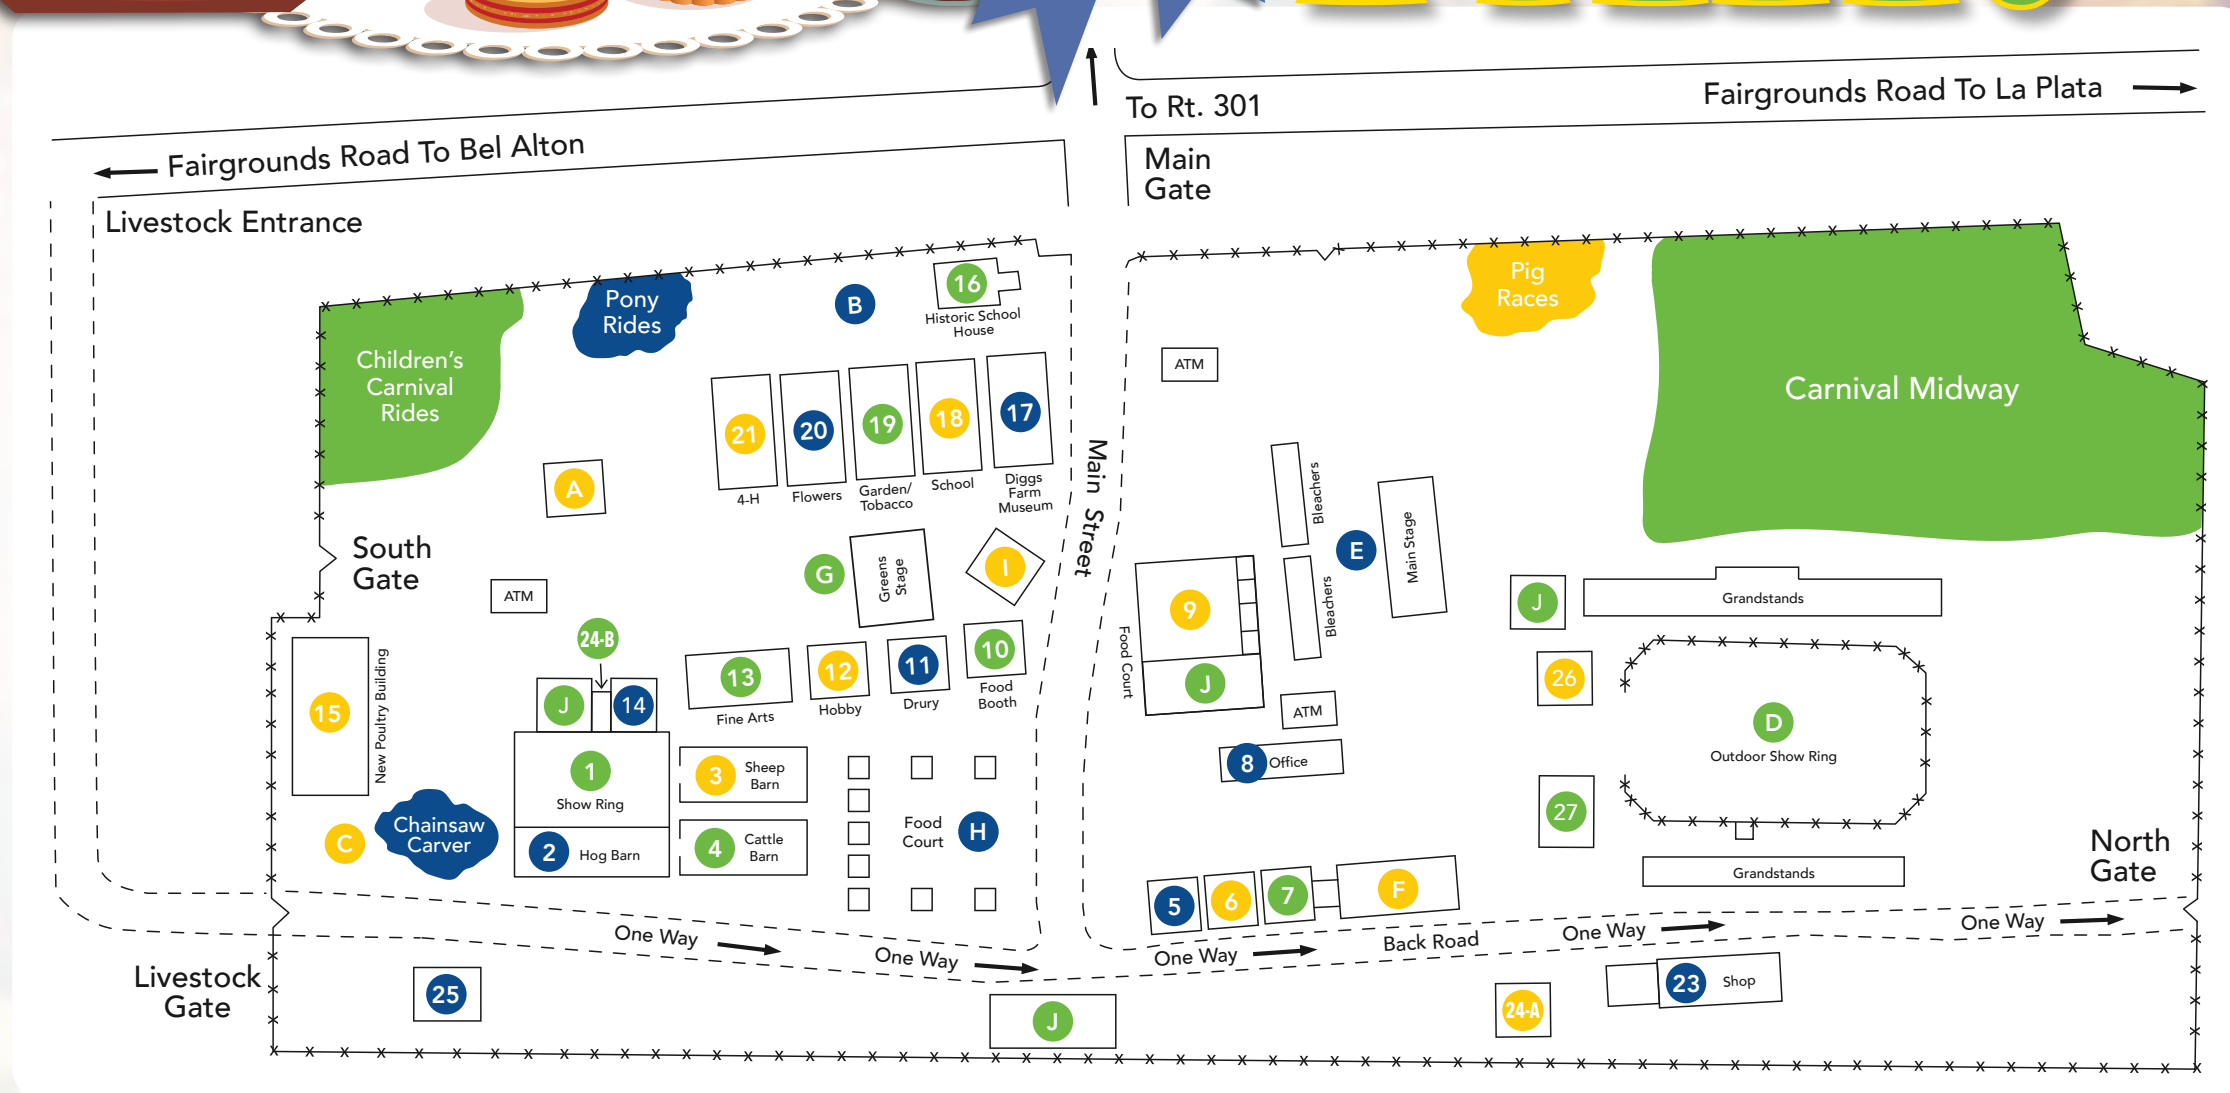 To Rt. 301
Fairgrounds Road To La Plata
Fairgrounds Road To Bel Alton
Main
Gate
Livestock Entrance
Pony
Rides
B
16
Historic School
House
Pig
Races
Children's
Carnival
Rides
ATM
Carnival Midway
21
20
19
18
17
4-H
Flowers
Garden/
Tobacco
School
Diggs
Farm
Museum
Main Street
A
Bleachers
E
Main Stage
South
Gate
G
Greens
Stage
I
ATM
9
Bleachers
J
Grandstands
24-B
Food Court
J
15
New Poultry Building
J
14
13
Fine Arts
12
Hobby
11
Drury
10
Food
Booth
26
ATM
D
Outdoor Show Ring
8
Office
1
Show Ring
3
Sheep
Barn
C
Chainsaw
Carver
2
Hog Barn
4
Cattle
Barn
Food
Court
H
27
North
Gate
Grandstands
5
6
7
F
One Way
One Way
One Way
Back Road
One Way
One Way
Livestock
Gate
25
J
24-A
23
Shop